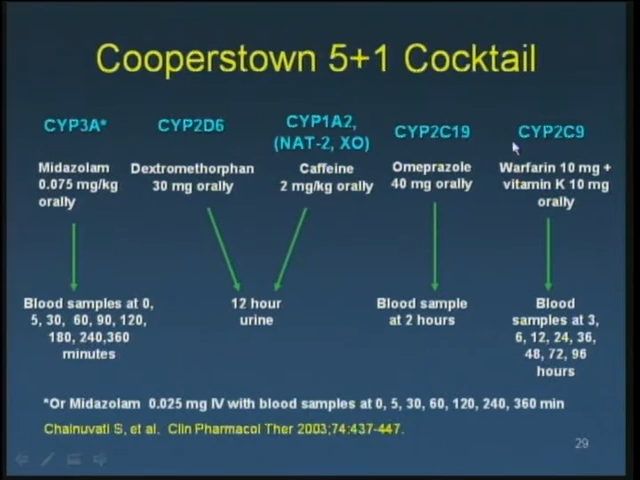 Cooperstown 5+1 Cocktail
CYP3A*
Midazolam
0.075 mg/kg
orally
CYP2D6
Dextromethorphan
30 mg orally
CYP1A2,
(NAT-2, XO)
Caffeine
2 mg/kg orally
CYP2C19
Omeprazole
40 mg orally
CYP2C9
Warfarin 10 mg +
vitamin K 10 mg
orally
Blood samples at 0,
5, 30, 60, 90, 120,
180, 240,360
minutes
12 hour
urine
Blood sample
at 2 hours
Blood
samples at 3,
6, 12, 24, 36,
48, 72, 96
hours
*Or Midazolam 0.025 mg IV with blood samples at 0, 5, 30, 60, 120, 240, 360 min
Chainuvati S, et al. Clin Pharmacol Ther 2003;74:437-447.
29